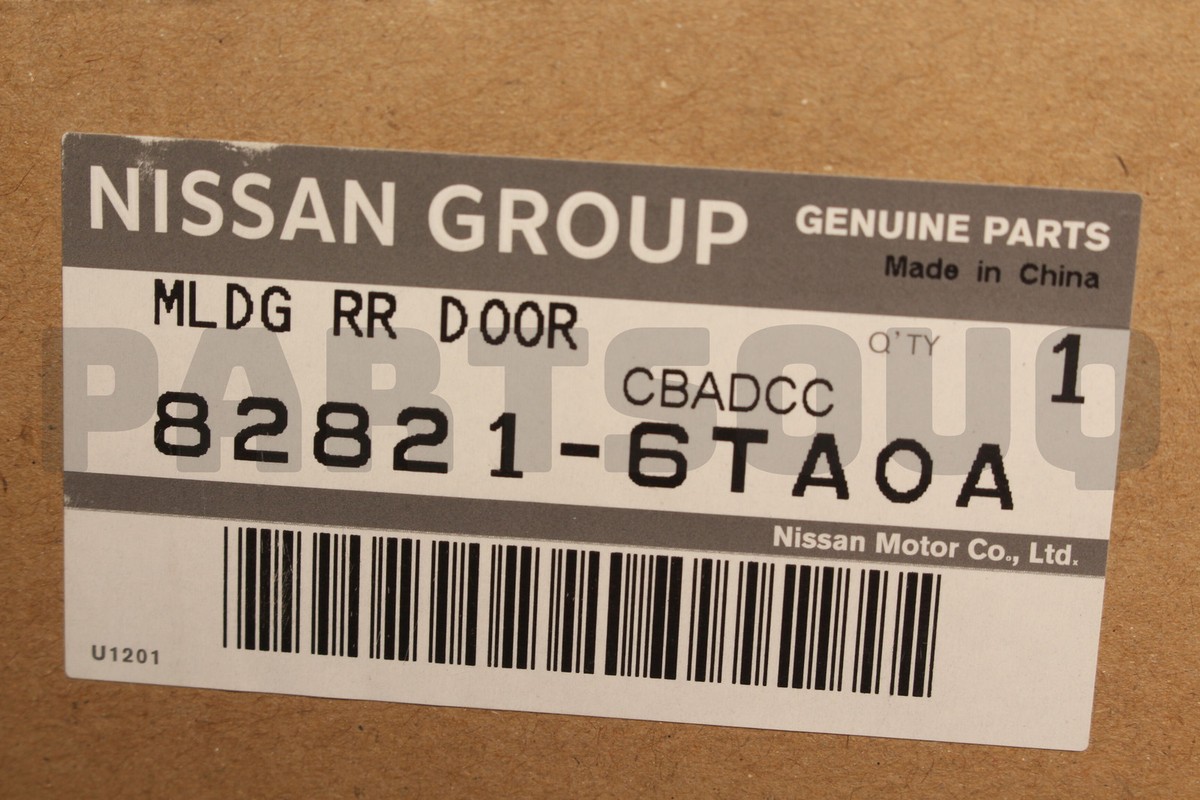 NISSAN GROUP
GENUINE PARTS
Made in China
MLDG RR DOOR
Q'TY 1
CBADCC
82821-6TA0A
Nissan Motor Co., Ltd.
U1201
PARTSOUQ